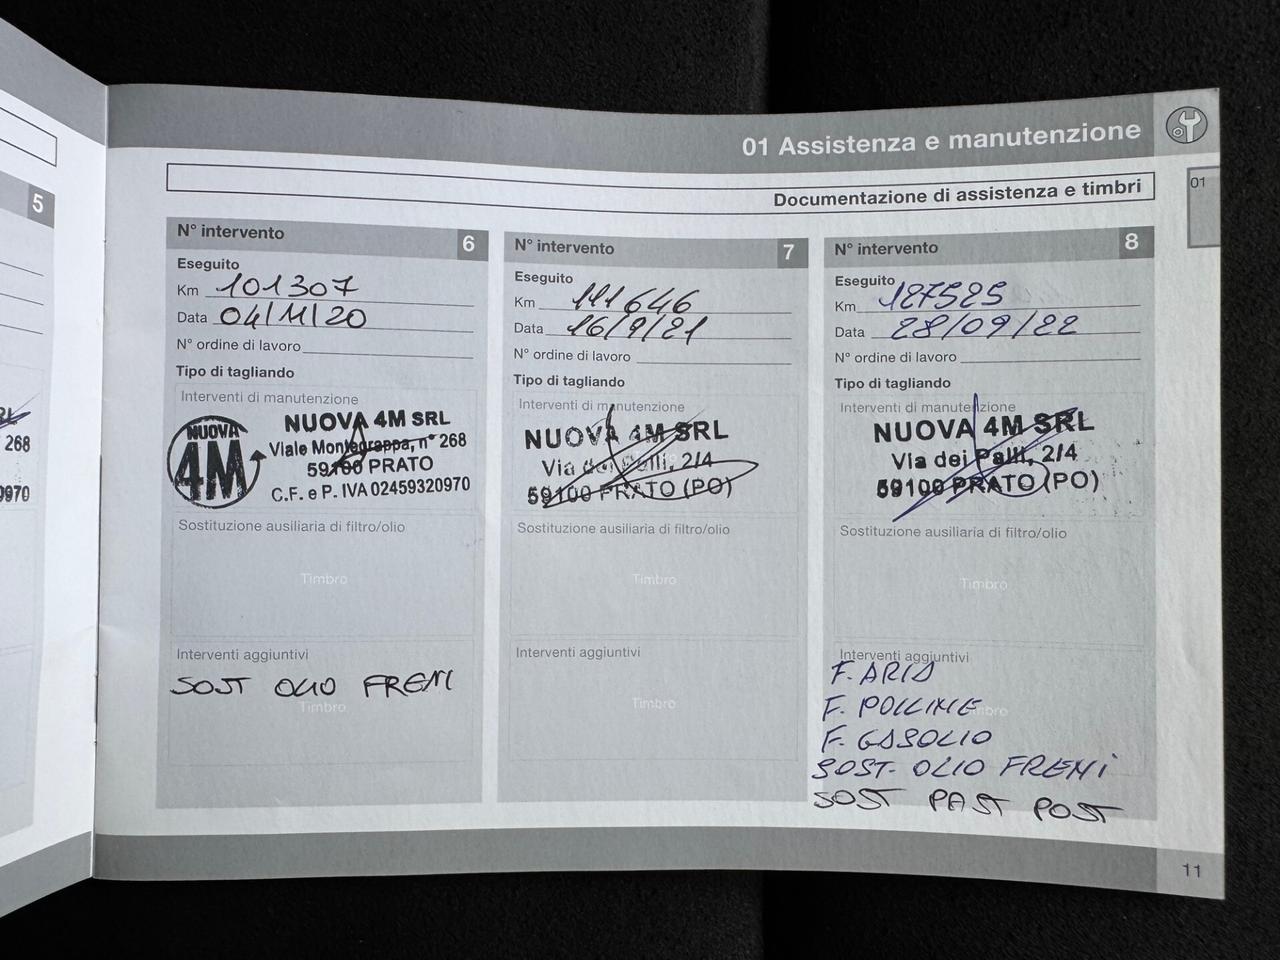 5
RL
268
0970
01 Assistenza e manutenzione
01
Documentazione di assistenza e timbri
N° intervento 6
Eseguito
Km 101307
Data 04/11/20
N° ordine di lavoro
Tipo di tagliando
Interventi di manutenzione
NUOVA 4M
NUOVA 4M SRL
Viale Montegrappa, n° 268
59100 PRATO
C.F. e P. IVA 02459320970
Sostituzione ausiliaria di filtro/olio
Timbro
Interventi aggiuntivi
SOST OLIO FRENI
Timbro
N° intervento 7
Eseguito
Km 111646
Data 16/9/21
N° ordine di lavoro
Tipo di tagliando
Interventi di manutenzione
NUOVA 4M SRL
Via dei Palli, 2/4
59100 PRATO (PO)
Sostituzione ausiliaria di filtro/olio
Timbro
Interventi aggiuntivi
Timbro
N° intervento 8
Eseguito
Km 127525
Data 28/09/22
N° ordine di lavoro
Tipo di tagliando
Interventi di manutenzione
NUOVA 4M SRL
Via dei Palli, 2/4
59100 PRATO (PO)
Sostituzione ausiliaria di filtro/olio
Timbro
Interventi aggiuntivi
F. ARIA
F. POLLINE
Timbro
F. GASOLIO
SOST. OLIO FRENI
SOST PAST POST
11